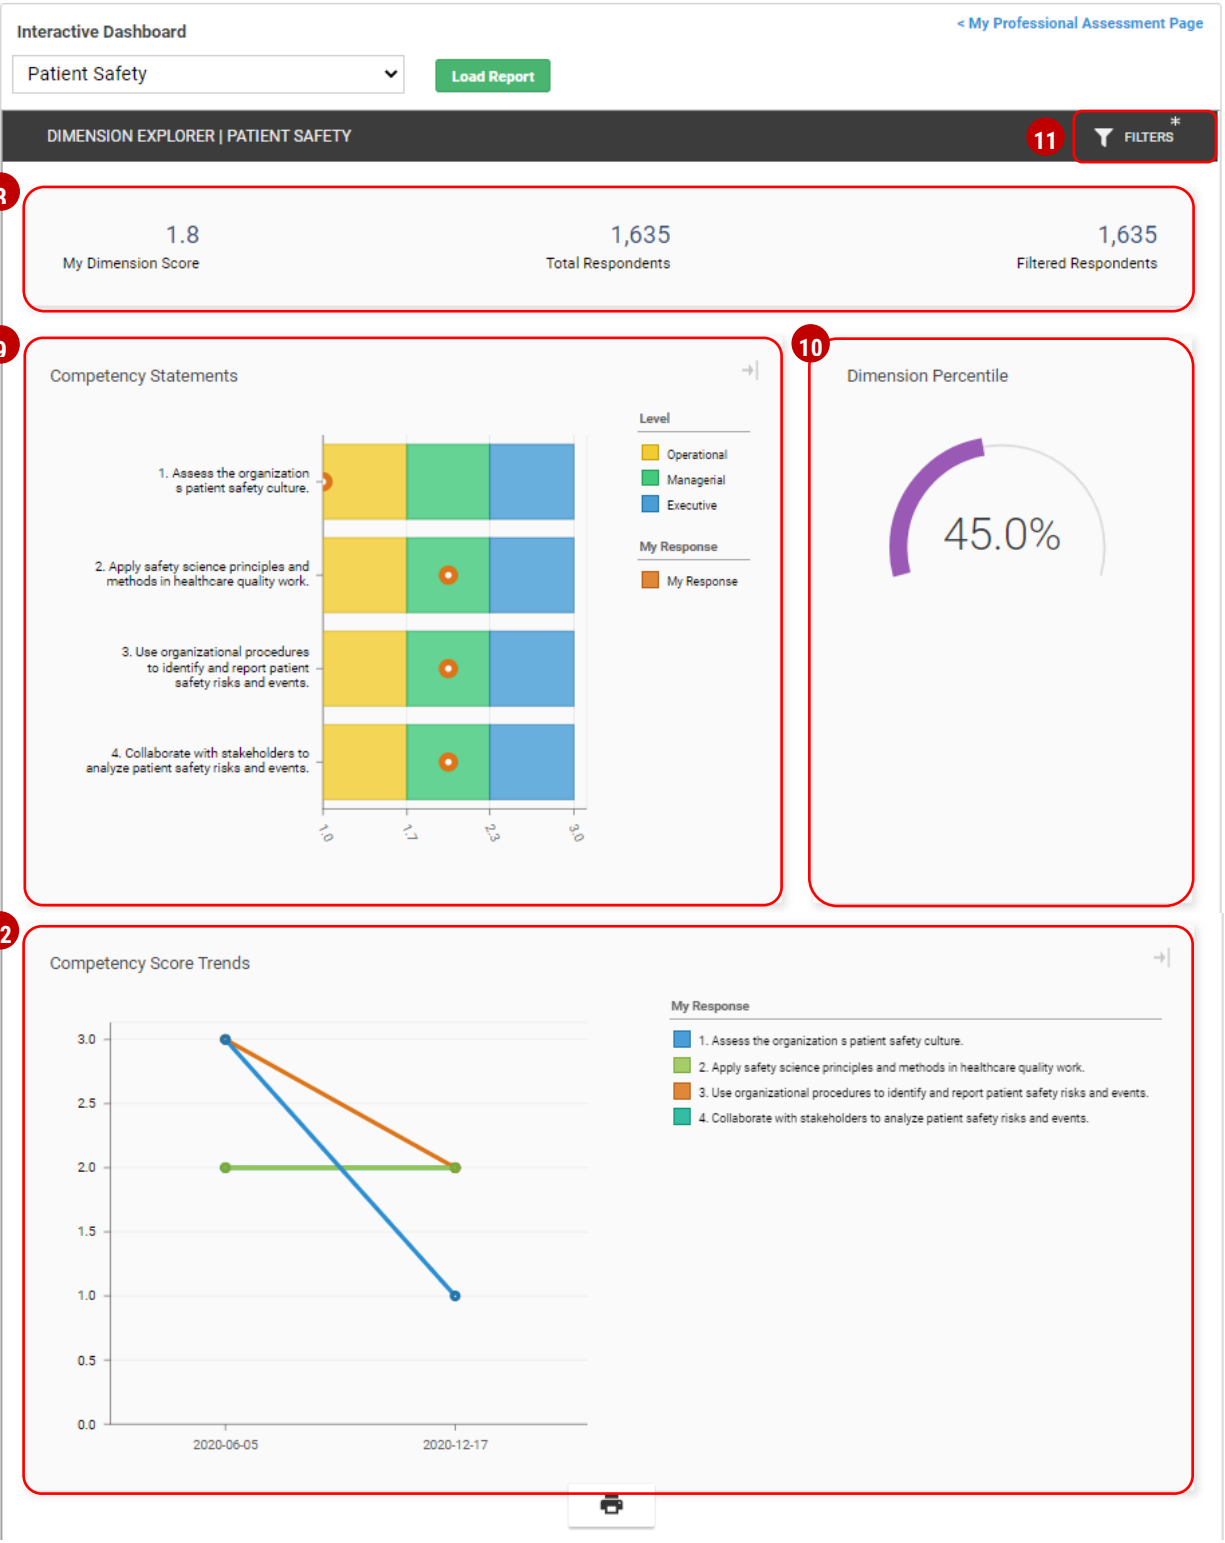 Interactive Dashboard
< My Professional Assessment Page
Patient Safety
Load Report
DIMENSION EXPLORER | PATIENT SAFETY
11
FILTERS *
1.8
My Dimension Score
1,635
Total Respondents
1,635
Filtered Respondents
9
10
Competency Statements
Level
Operational
Managerial
Executive
My Response
My Response
1. Assess the organization
s patient safety culture.
2. Apply safety science principles and
methods in healthcare quality work.
3. Use organizational procedures
to identify and report patient
safety risks and events.
4. Collaborate with stakeholders to
analyze patient safety risks and events.
1.0
1.7
2.3
3.0
Dimension Percentile
45.0%
2
Competency Score Trends
3.0
2.5
2.0
1.5
1.0
0.5
0.0
2020-06-05
2020-12-17
My Response
1. Assess the organization s patient safety culture.
2. Apply safety science principles and methods in healthcare quality work.
3. Use organizational procedures to identify and report patient safety risks and events.
4. Collaborate with stakeholders to analyze patient safety risks and events.